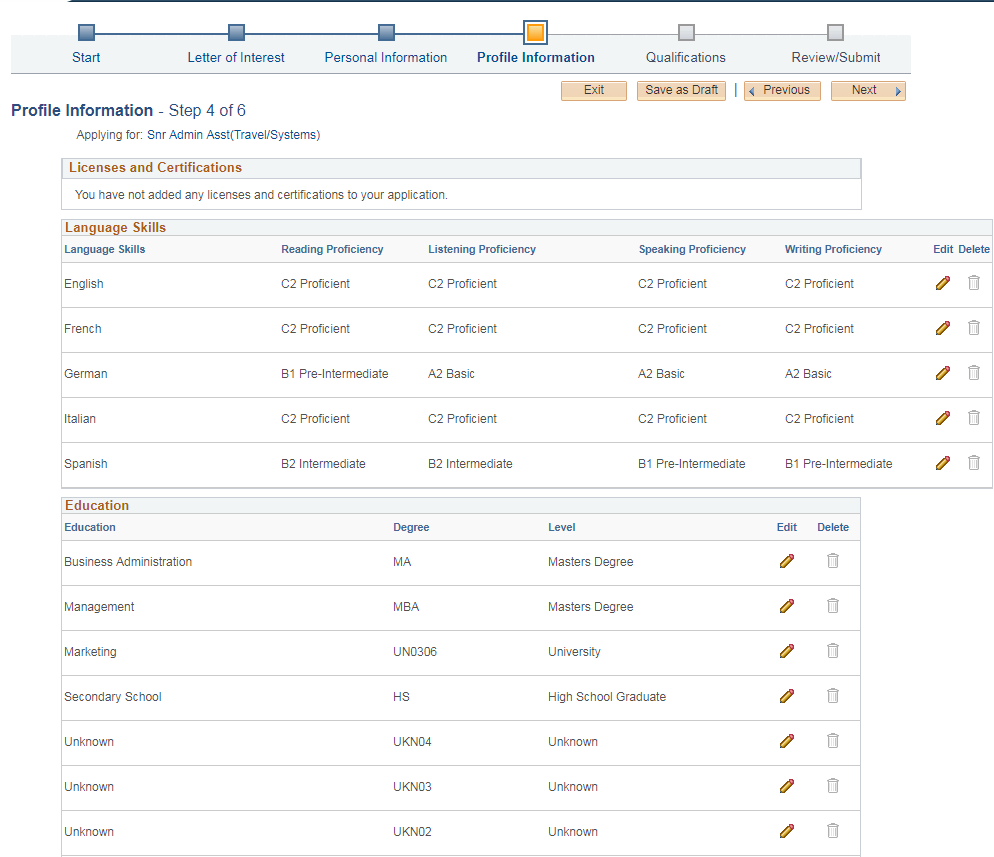 Start Letter of Interest Personal Information Profile Information Qualifications Review/Submit
Exit Save as Draft | Previous Next
Profile Information - Step 4 of 6
Applying for: Snr Admin Asst(Travel/Systems)
Licenses and Certifications
You have not added any licenses and certifications to your application.
Language Skills
Language Skills Reading Proficiency Listening Proficiency Speaking Proficiency Writing Proficiency Edit Delete
English C2 Proficient C2 Proficient C2 Proficient C2 Proficient
French C2 Proficient C2 Proficient C2 Proficient C2 Proficient
German B1 Pre-Intermediate A2 Basic A2 Basic A2 Basic
Italian C2 Proficient C2 Proficient C2 Proficient C2 Proficient
Spanish B2 Intermediate B2 Intermediate B1 Pre-Intermediate B1 Pre-Intermediate
Education
Education Degree Level Edit Delete
Business Administration MA Masters Degree
Management MBA Masters Degree
Marketing UN0306 University
Secondary School HS High School Graduate
Unknown UKN04 Unknown
Unknown UKN03 Unknown
Unknown UKN02 Unknown